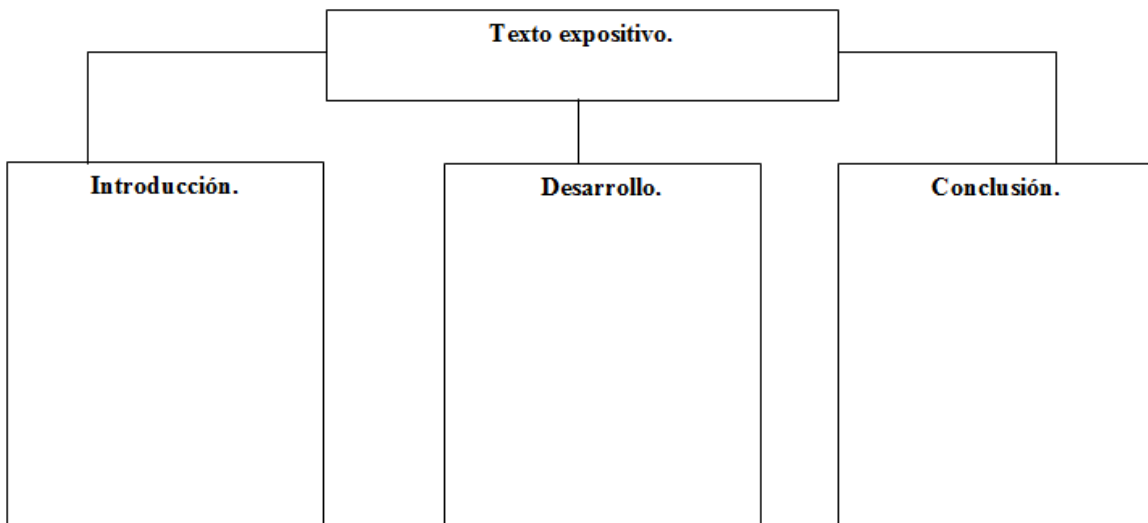 Texto expositivo.
Introducción.
Desarrollo.
Conclusión.